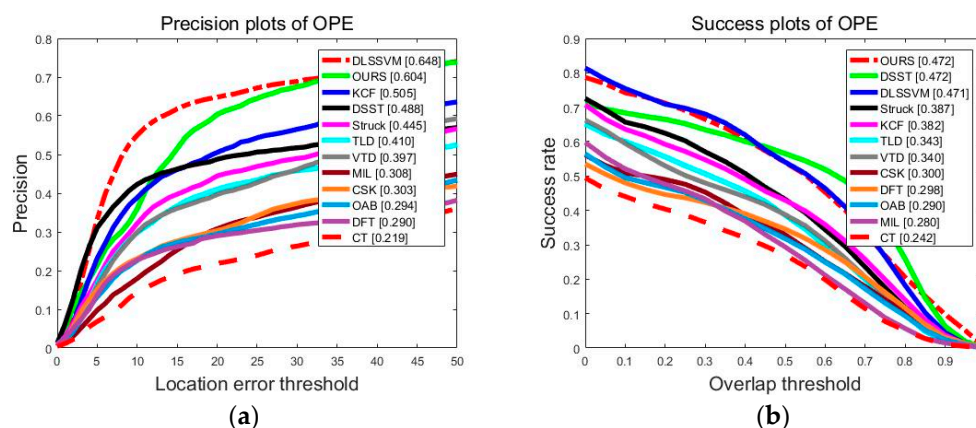 Precision plots of OPE
0.8
0.7
0.6
0.5
0.4
0.3
0.2
0.1
0
Precision
DLSSVM [0.648]
OURS [0.604]
KCF [0.505]
DSST [0.488]
Struck [0.445]
TLD [0.410]
VTD [0.397]
MIL [0.308]
CSK [0.303]
OAB [0.294]
DFT [0.290]
CT [0.219]
0 5 10 15 20 25 30 35 40 45 50
Location error threshold
(a)
Success plots of OPE
0.9
0.8
0.7
0.6
0.5
0.4
0.3
0.2
0.1
0
Success rate
OURS [0.472]
DSST [0.472]
DLSSVM [0.471]
Struck [0.387]
KCF [0.382]
TLD [0.343]
VTD [0.340]
CSK [0.300]
DFT [0.298]
OAB [0.290]
MIL [0.280]
CT [0.242]
0 0.1 0.2 0.3 0.4 0.5 0.6 0.7 0.8 0.9
Overlap threshold
(b)